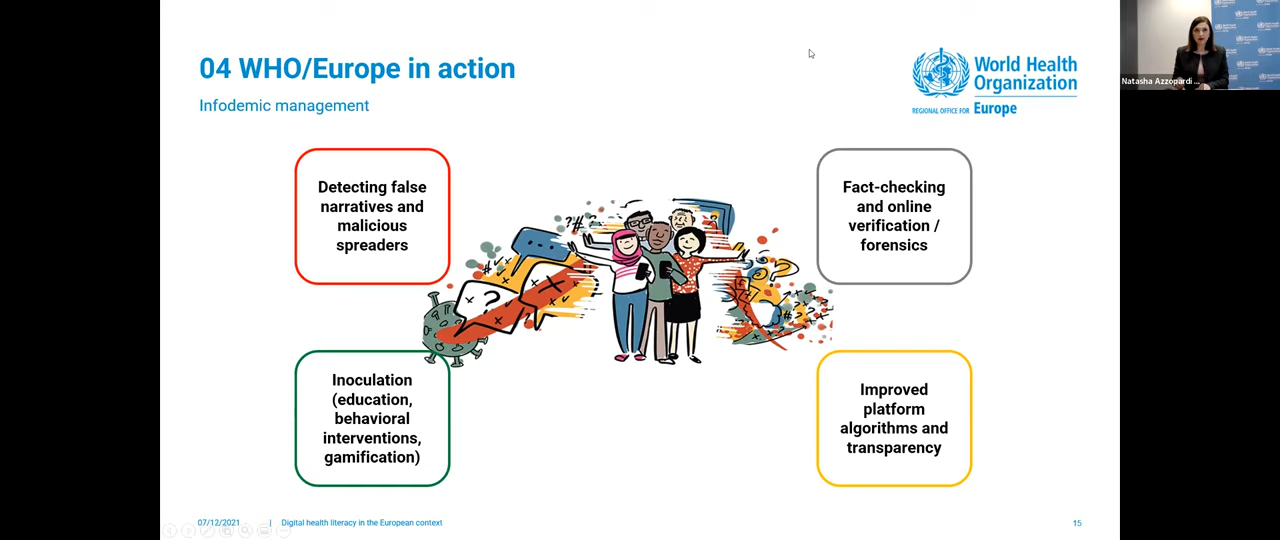 04 WHO/Europe in action
Infodemic management
World Health
Organization
REGIONAL OFFICE FOR Europe
Natasha Azzopardi ...
Detecting false
narratives and
malicious
spreaders
Fact-checking
and online
verification /
forensics
Inoculation
(education,
behavioral
interventions,
gamification)
Improved
platform
algorithms and
transparency
07/12/2021 | Digital health literacy in the European context
15